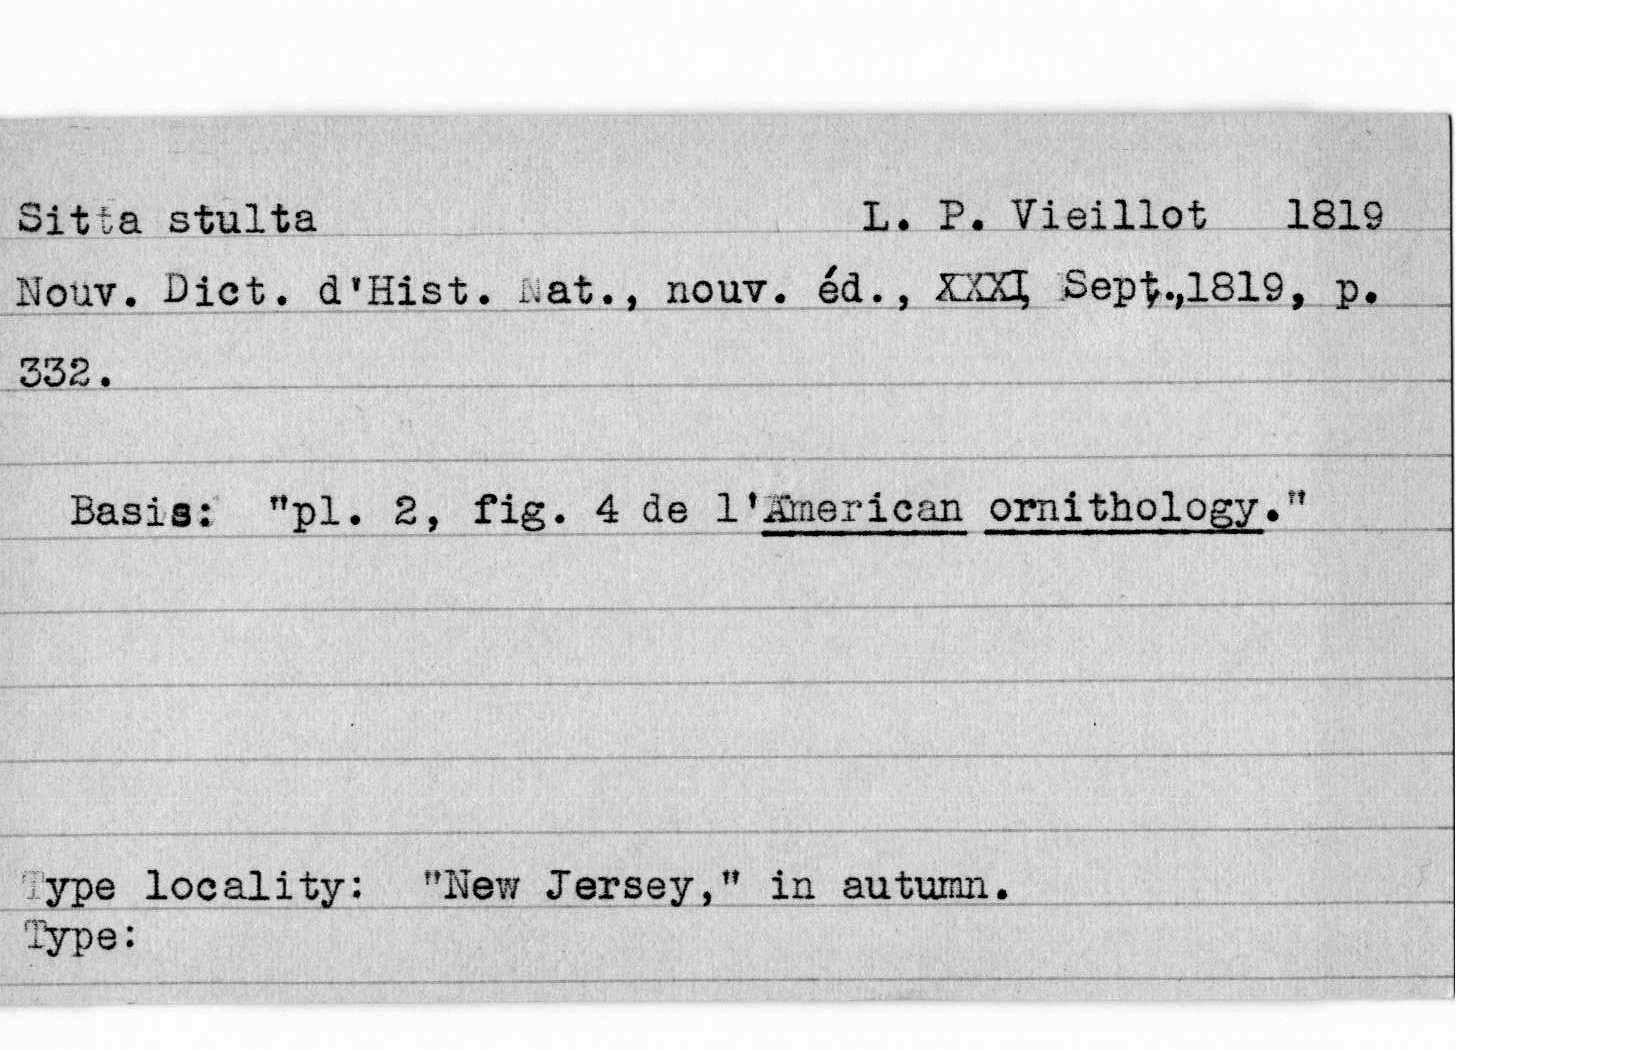 Sitta stulta L. P. Vieillot 1819
Nouv. Dict. d'Hist. Nat., nouv. éd., XXXI, Sept.,1819, p.
332.
Basis: "pl. 2, fig. 4 de l'American ornithology."
Type locality: "New Jersey," in autumn.
Type: